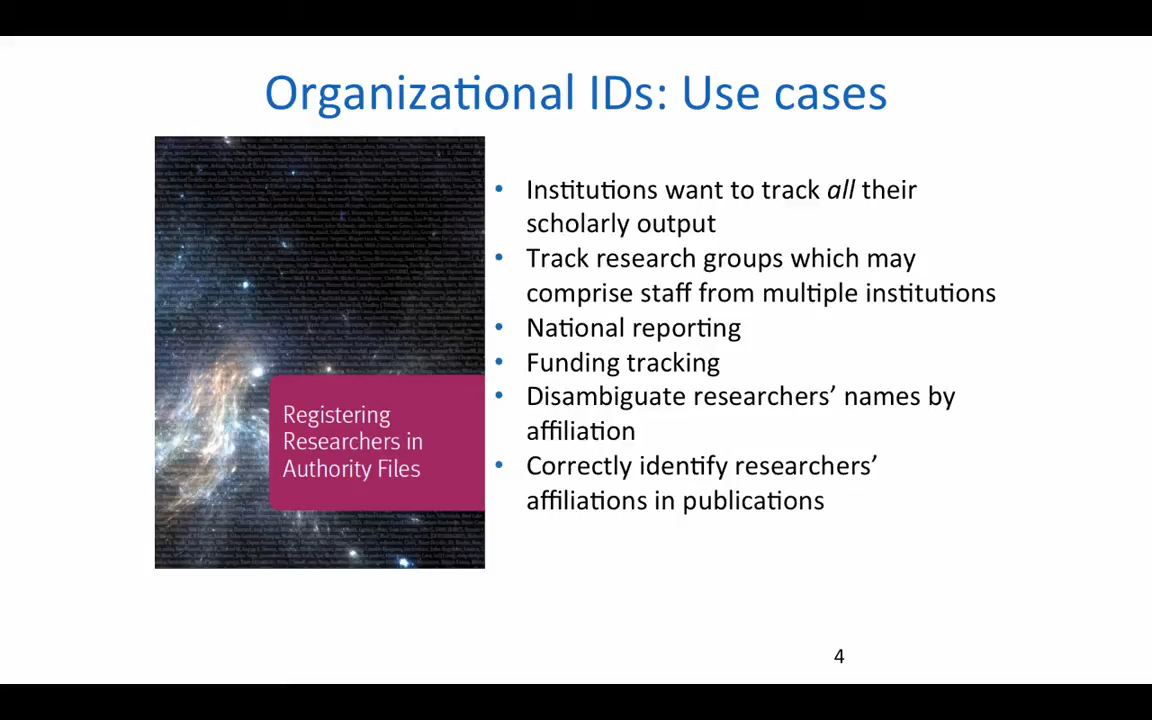 Organizational IDs: Use cases
Registering
Researchers in
Authority Files
• Institutions want to track all their
scholarly output
• Track research groups which may
comprise staff from multiple institutions
• National reporting
• Funding tracking
• Disambiguate researchers’ names by
affiliation
• Correctly identify researchers’
affiliations in publications
4